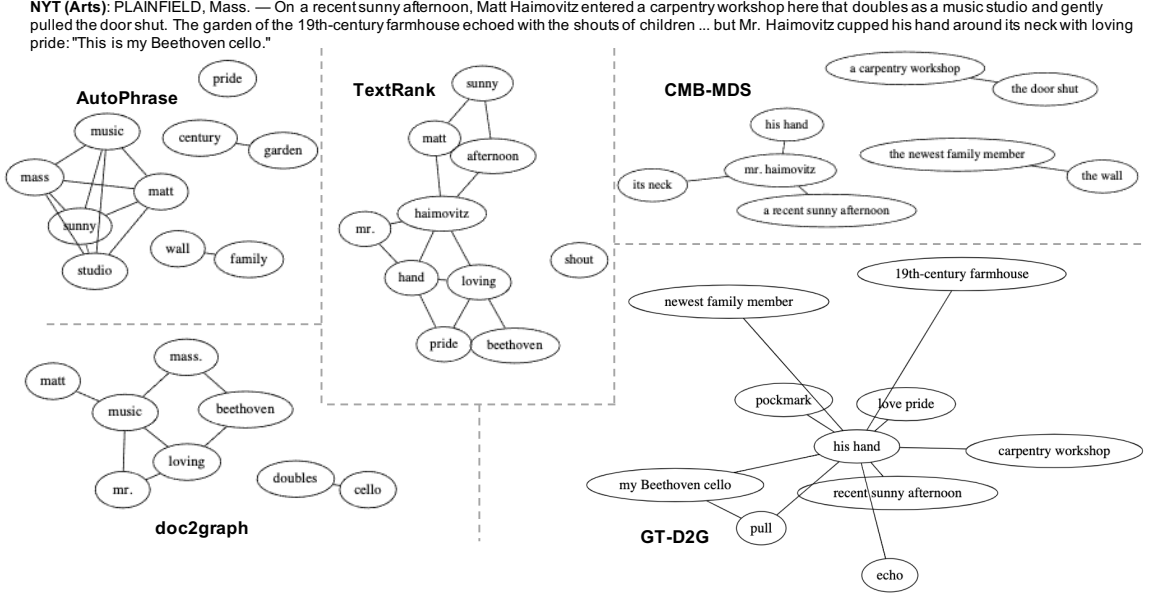 NYT (Arts): PLAINFIELD, Mass. — On a recent sunny afternoon, Matt Haimovitz entered a carpentry workshop here that doubles as a music studio and gently
pulled the door shut. The garden of the 19th-century farmhouse echoed with the shouts of children ... but Mr. Haimovitz cupped his hand around its neck with loving
pride: "This is my Beethoven cello."
AutoPhrase
pride
music
century
garden
mass
matt
sunny
wall
family
studio
TextRank
sunny
matt
afternoon
haimovitz
mr.
hand
loving
shout
pride
beethoven
CMB-MDS
a carpentry workshop
the door shut
his hand
the newest family member
mr. haimovitz
the wall
its neck
a recent sunny afternoon
doc2graph
mass.
matt
music
beethoven
loving
mr.
doubles
cello
GT-D2G
19th-century farmhouse
newest family member
pockmark
love pride
his hand
carpentry workshop
my Beethoven cello
recent sunny afternoon
pull
echo